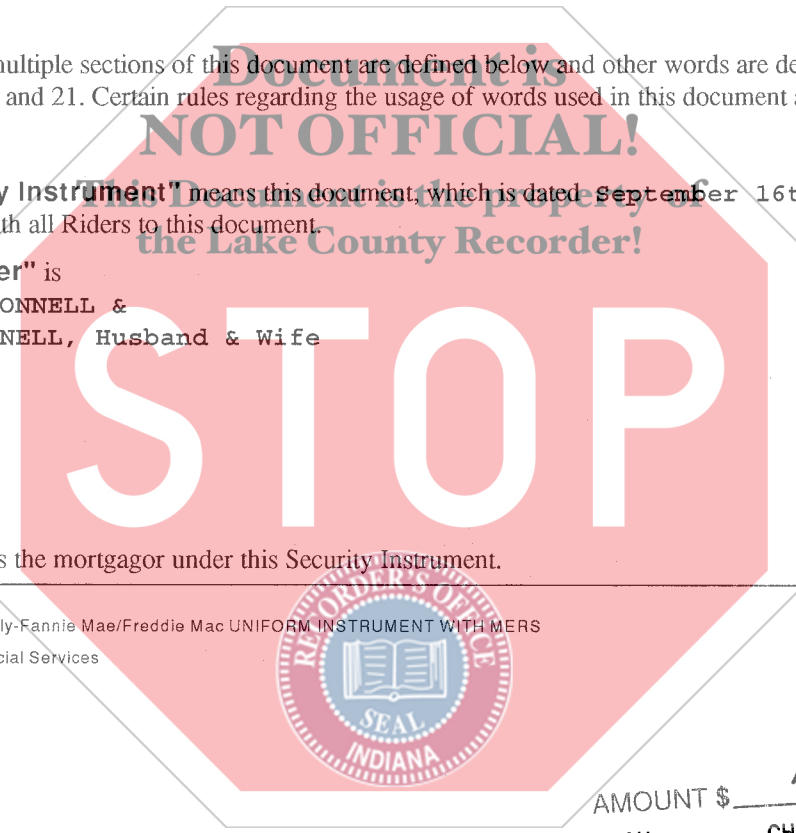 Document is
multiple sections of this document are defined below and other words are de
and 21. Certain rules regarding the usage of words used in this document a
NOT OFFICIAL!
This Document is the property of
y Instrument" means this document, which is dated September 16t
th all Riders to this document.
the Lake County Recorder!
er" is
ONNELL &
NELL, Husband & Wife
STOP
s the mortgagor under this Security Instrument.
ly-Fannie Mae/Freddie Mac UNIFORM INSTRUMENT WITH MERS
cial Services
RECORDER'S OFFICE
SEAL
INDIANA
AMOUNT $
CH